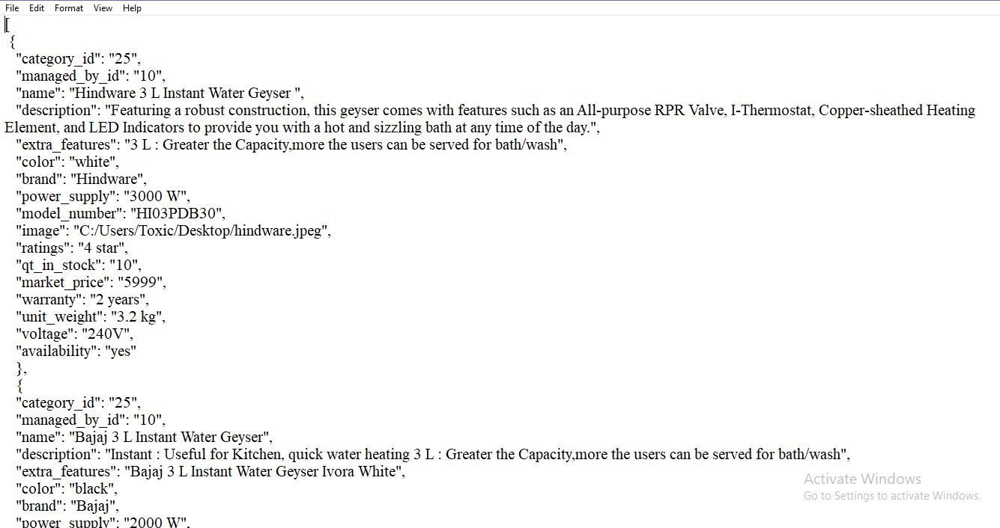 File Edit Format View Help
[
{
"category_id": "25",
"managed_by_id": "10",
"name": "Hindware 3 L Instant Water Geyser ",
"description": "Featuring a robust construction, this geyser comes with features such as an All-purpose RPR Valve, I-Thermostat, Copper-sheathed Heating
Element, and LED Indicators to provide you with a hot and sizzling bath at any time of the day.",
"extra_features": "3 L : Greater the Capacity,more the users can be served for bath/wash",
"color": "white",
"brand": "Hindware",
"power_supply": "3000 W",
"model_number": "HI03PDB30",
"image": "C:/Users/Toxic/Desktop/hindware.jpeg",
"ratings": "4 star",
"qt_in_stock": "10",
"market_price": "5999",
"warranty": "2 years",
"unit_weight": "3.2 kg",
"voltage": "240V",
"availability": "yes"
},
{
"category_id": "25",
"managed_by_id": "10",
"name": "Bajaj 3 L Instant Water Geyser",
"description": "Instant : Useful for Kitchen, quick water heating 3 L : Greater the Capacity,more the users can be served for bath/wash",
"extra_features": "Bajaj 3 L Instant Water Geyser Ivora White",
"color": "black",
"brand": "Bajaj",
"power_supply": "2000 W",
Activate Windows
Go to Settings to activate Windows.